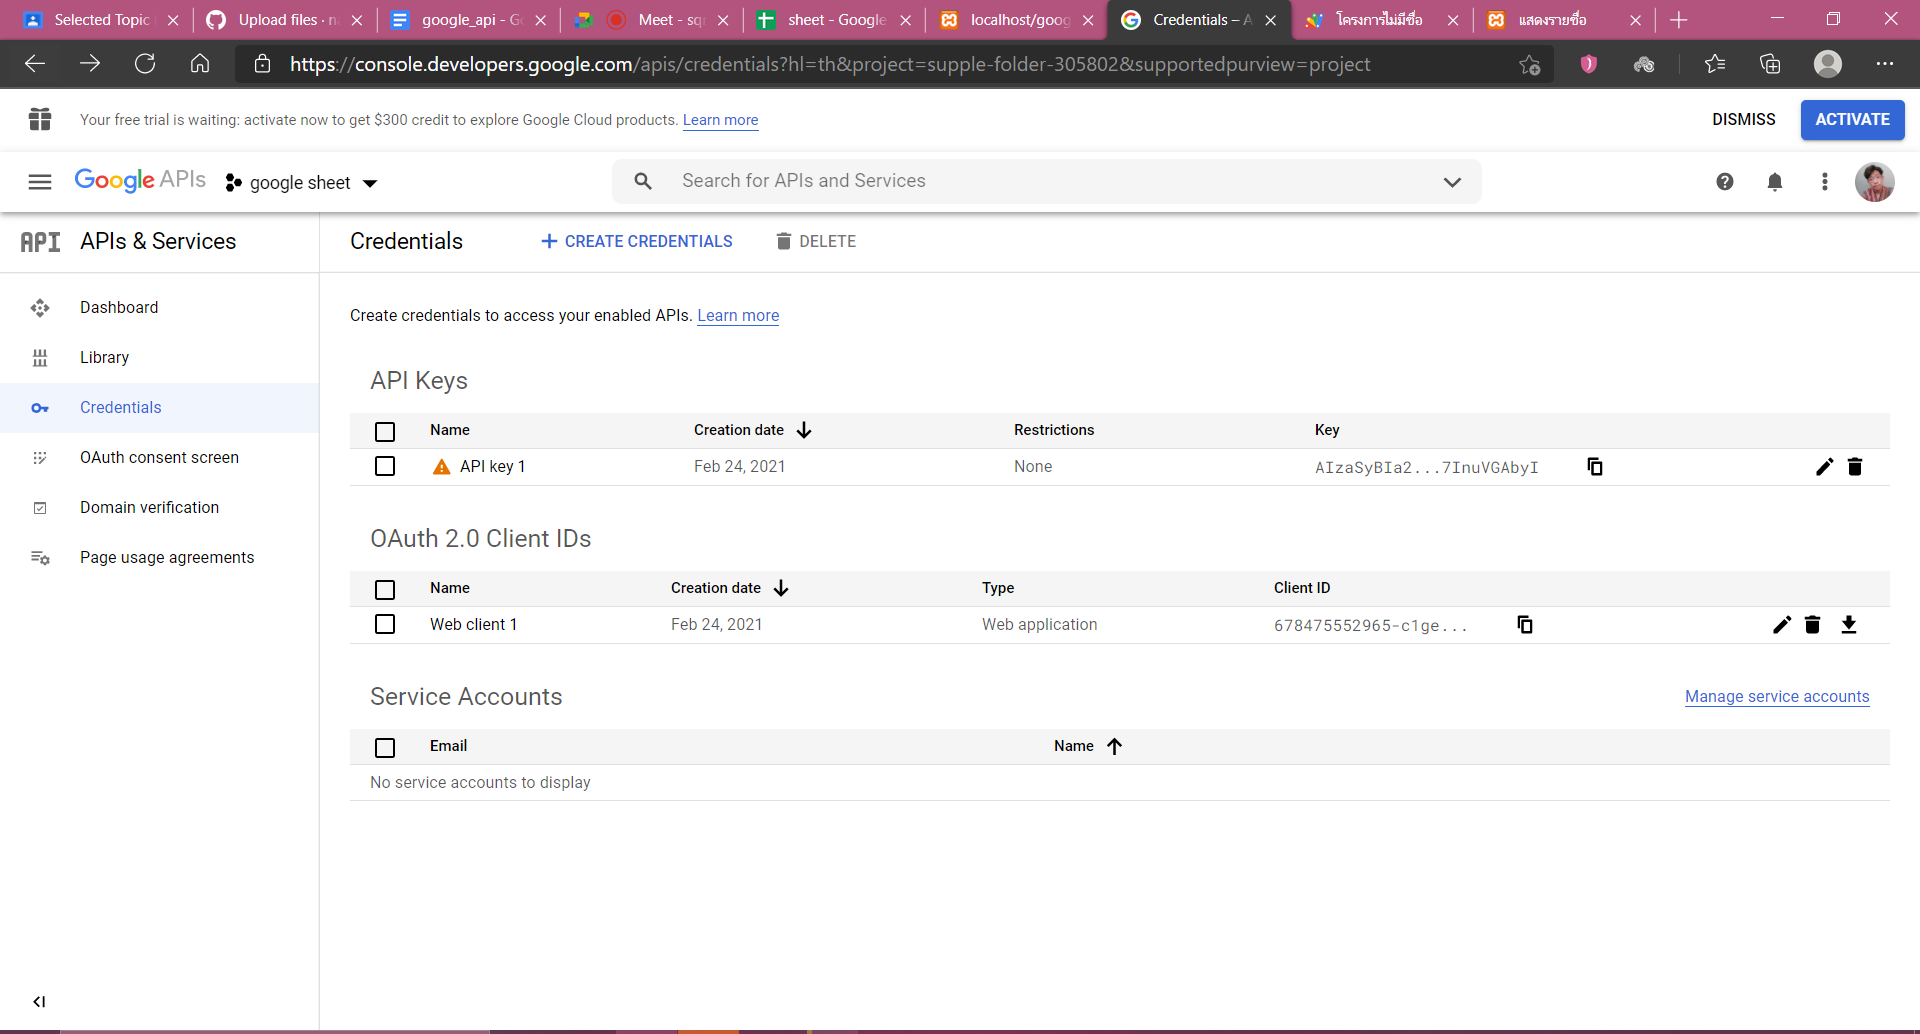 Selected Topic
Upload files · n
google_api - G
Meet - sq
sheet - Google
localhost/goog
Credentials – A
โครงการไม่มีชื่อ
แสดงรายชื่อ
https://console.developers.google.com/apis/credentials?hl=th&project=supple-folder-305802&supportedpurview=project
Your free trial is waiting: activate now to get $300 credit to explore Google Cloud products. Learn more
DISMISS
ACTIVATE
Google APIs
google sheet
Search for APIs and Services
API APIs & Services
Credentials
CREATE CREDENTIALS
DELETE
Dashboard
Library
Credentials
OAuth consent screen
Domain verification
Page usage agreements
Create credentials to access your enabled APIs. Learn more
API Keys
Name Creation date Restrictions Key
API key 1 Feb 24, 2021 None AIzaSyBIa2...7InuVGAbyI
OAuth 2.0 Client IDs
Name Creation date Type Client ID
Web client 1 Feb 24, 2021 Web application 678475552965-c1ge...
Service Accounts
Manage service accounts
Email Name
No service accounts to display